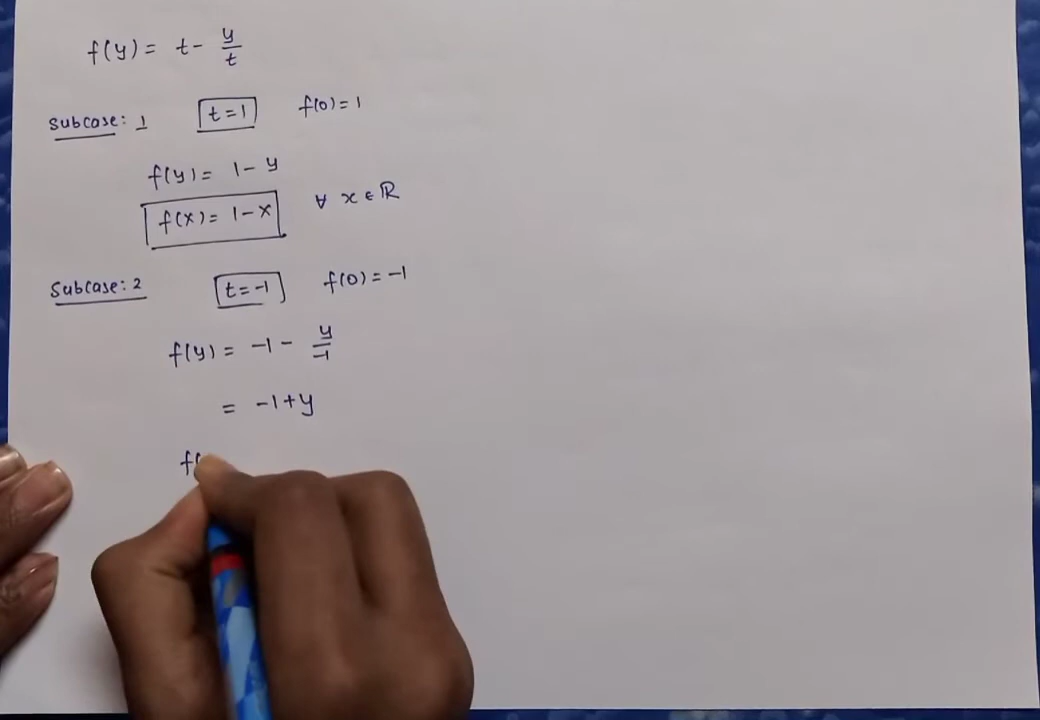 f(y) = t - y/t
Subcase: 1 t = 1 f(0) = 1
f(y) = 1 - y
f(x) = 1 - x ∀ x ∈ ℝ
Subcase: 2 t = -1 f(0) = -1
f(y) = -1 - y/-1
= -1 + y
f(